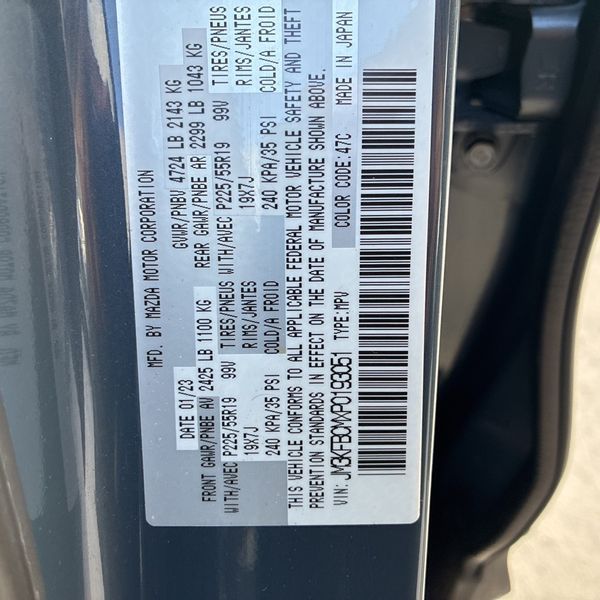 MFD. BY MAZDA MOTOR CORPORATION
DATE 01/23 GVWR/PNBV 4724 LB 2143 KG
FRONT GAWR/PNBE AV 2425 LB 1100 KG REAR GAWR/PNBE AR 2299 LB 1043 KG
WITH/AVEC P225/55R19 99V TIRES/PNEUS WITH/AVEC P225/55R19 99V TIRES/PNEUS
19X7J RIMS/JANTES 19X7J RIMS/JANTES
240 KPA/35 PSI COLD/A FROID 240 KPA/35 PSI COLD/A FROID
THIS VEHICLE CONFORMS TO ALL APPLICABLE FEDERAL MOTOR VEHICLE SAFETY AND THEFT
PREVENTION STANDARDS IN EFFECT ON THE DATE OF MANUFACTURE SHOWN ABOVE.
VIN: JM3KFBCMXP0193051 TYPE: MPV COLOR CODE: 47C MADE IN JAPAN